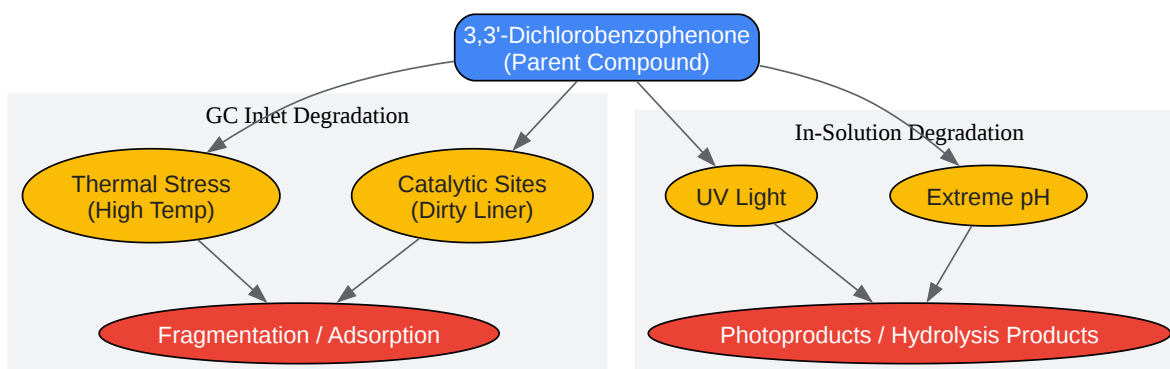 3,3'-Dichlorobenzophenone
(Parent Compound)
GC Inlet Degradation
In-Solution Degradation
Thermal Stress
(High Temp)
Catalytic Sites
(Dirty Liner)
UV Light
Extreme pH
Fragmentation / Adsorption
Photoproducts / Hydrolysis Products